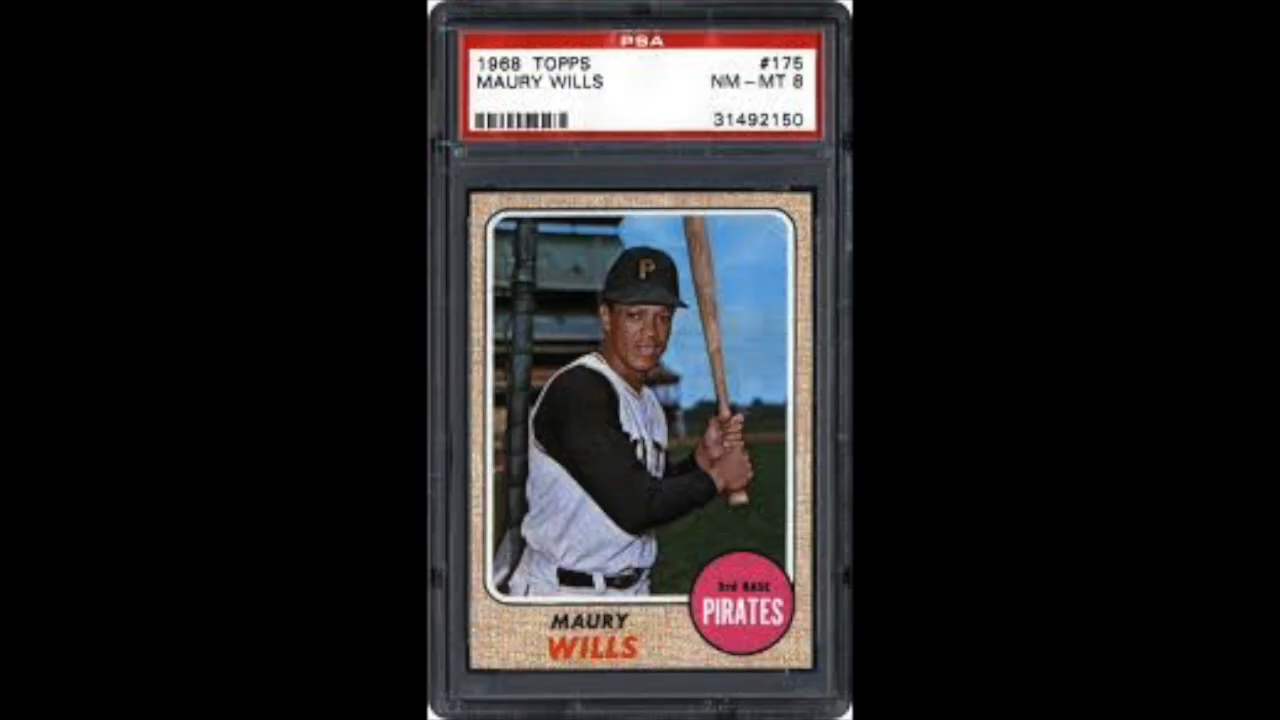 PSA
1968 TOPPS #175
MAURY WILLS NM-MT 8
31492150
P
3rd BASE
PIRATES
MAURY
WILLS